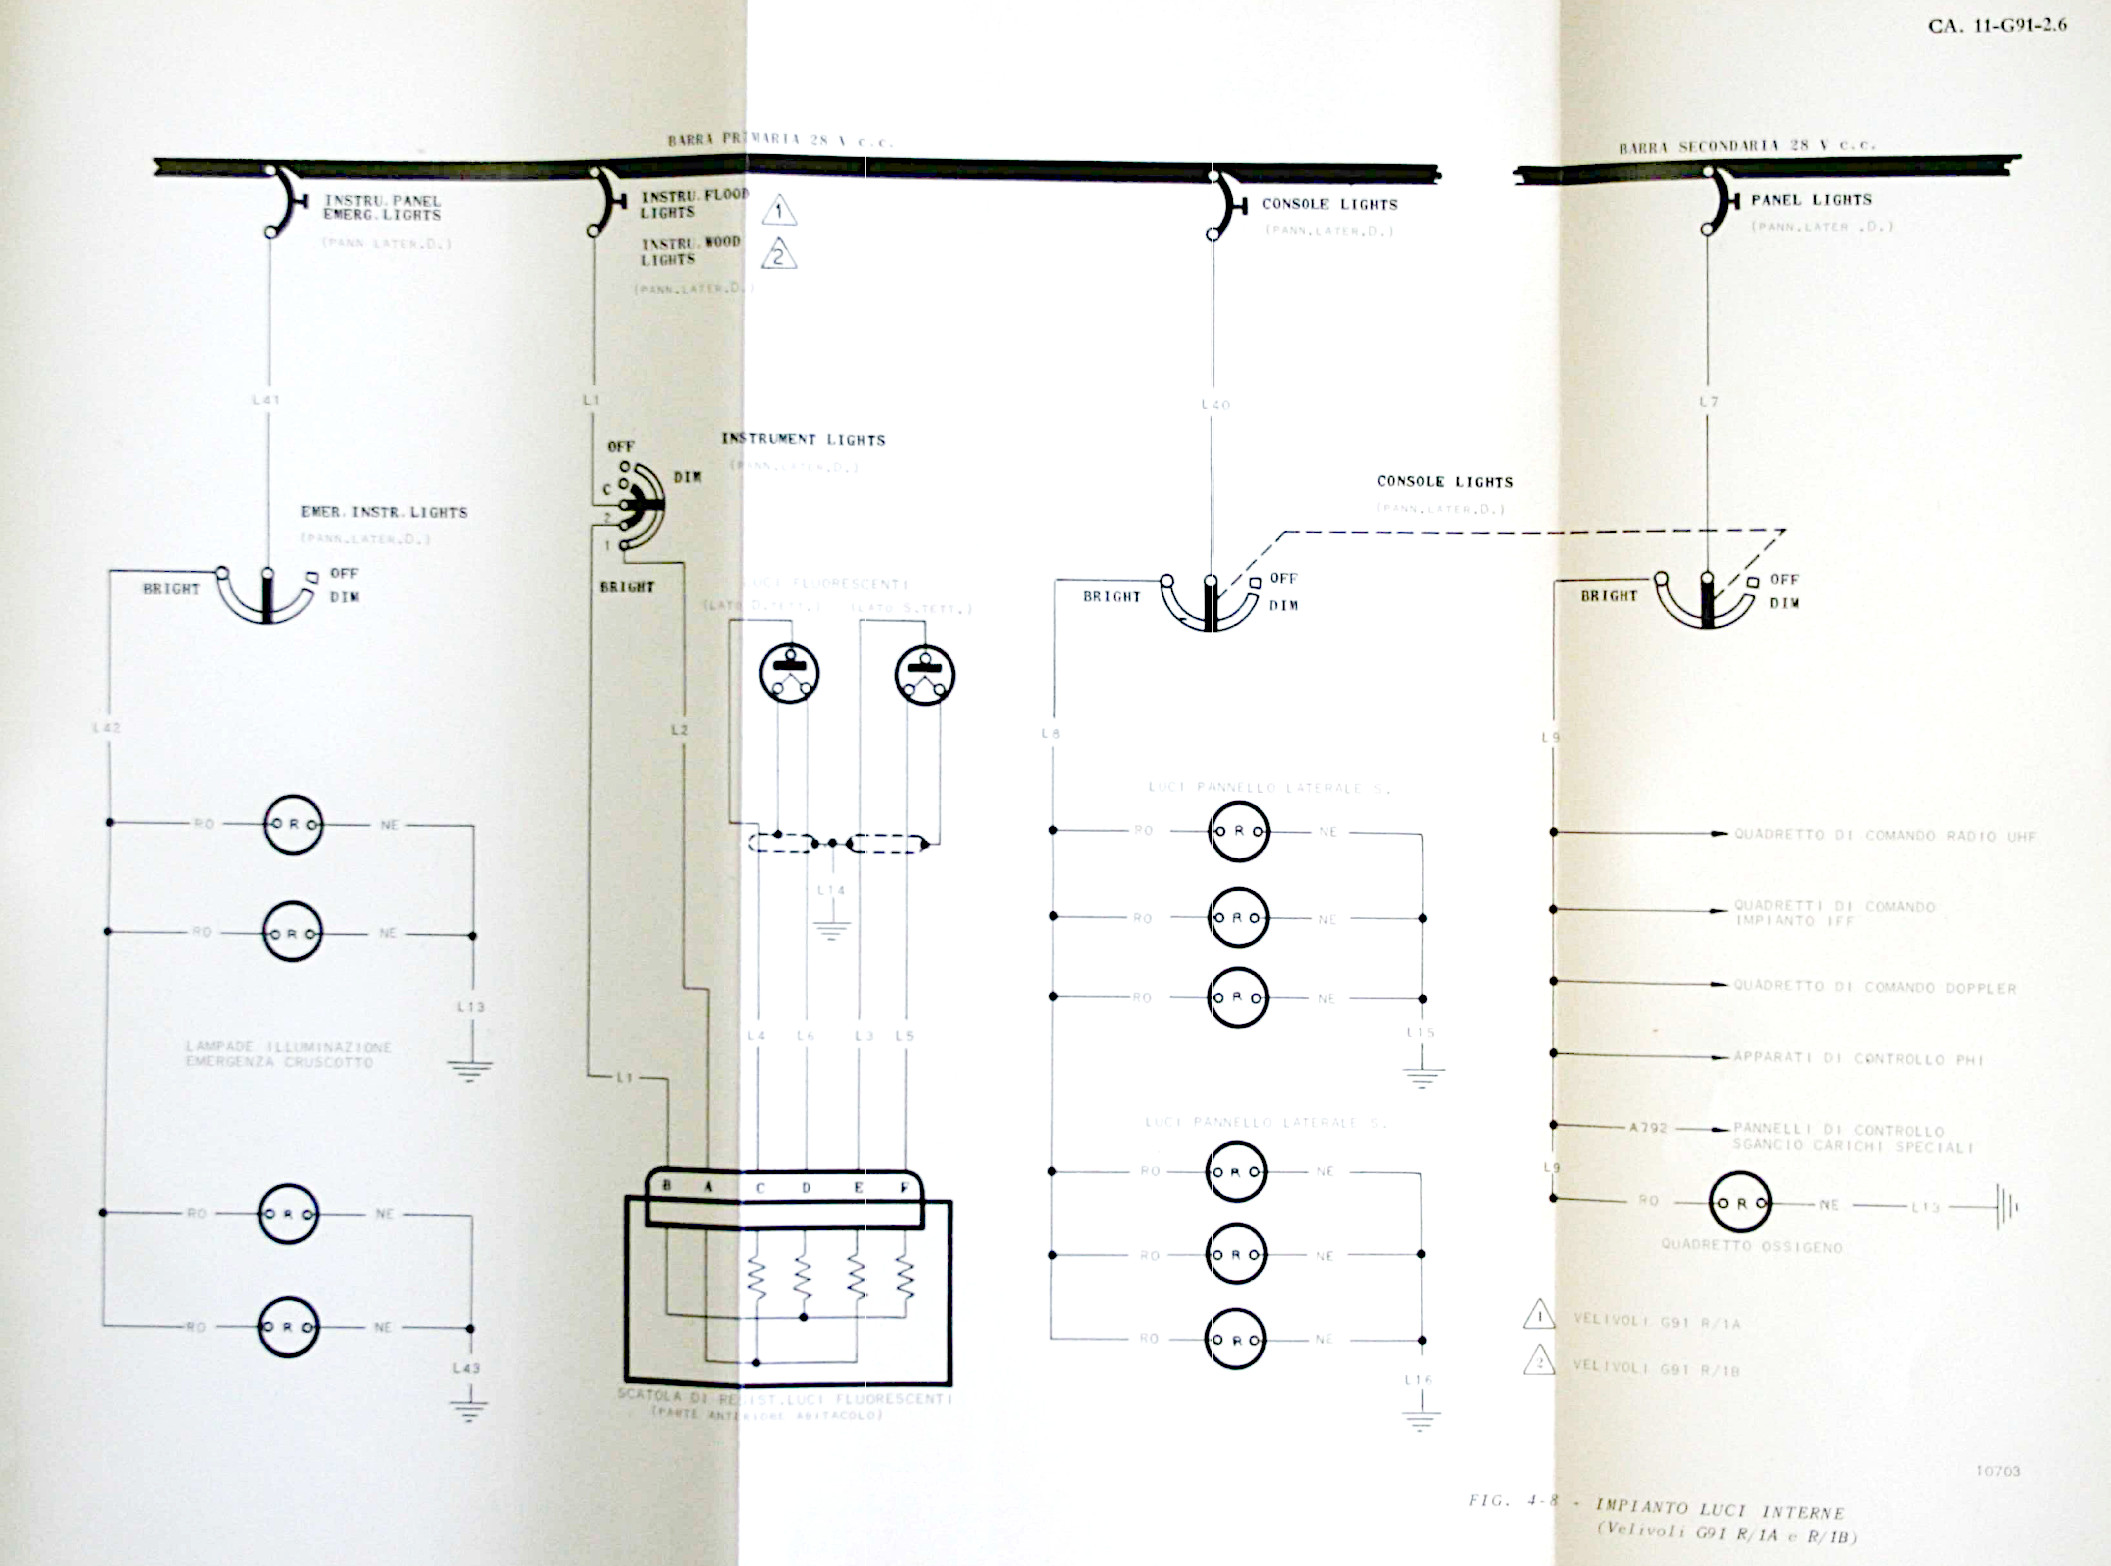 CA. 11-G91-2.6
BARRA PRIMARIA 28 V c.c.
BARRA SECONDARIA 28 V c.c.
INSTRU.PANEL
EMERG.LIGHTS
(PANN.LATER.D.)
INSTRU.FLOOD
LIGHTS
1
INSTRU.WOOD
LIGHTS
2
(PANN.LATER.D.)
CONSOLE LIGHTS
(PANN.LATER.D.)
PANEL LIGHTS
(PANN.LATER .D.)
L41
L1
L40
L7
INSTRUMENT LIGHTS
(PANN.LATER.D.)
OFF
DIM
C
2
1
BRIGHT
CONSOLE LIGHTS
(PANN.LATER.D.)
EMER.INSTR.LIGHTS
(PANN.LATER.D.)
BRIGHT
OFF
DIM
LUCI FLUORESCENTI
(LATO D.TETT.)
(LATO S.TETT.)
BRIGHT
OFF
DIM
BRIGHT
OFF
DIM
L42
L2
L8
L9
LUCI PANNELLO LATERALE S.
RO R NE
RO R NE
L13
LAMPADE ILLUMINAZIONE
EMERGENZA CRUSCOTTO
RO R NE
RO R NE
L43
L14
L4
L6
L3
L5
L1
B A C D E F
SCATOLA DI RESIST.LUCI FLUORESCENTI
(PARTE ANTERIORE ABITACOLO)
RO R NE
RO R NE
RO R NE
L15
LUCI PANNELLO LATERALE S.
RO R NE
RO R NE
RO R NE
L16
QUADRETTO DI COMANDO RADIO UHF
QUADRETTI DI COMANDO
IMPIANTO IFF
QUADRETTO DI COMANDO DOPPLER
APPARATI DI CONTROLLO PHI
A792
PANNELLI DI CONTROLLO
SGANCIO CARICHI SPECIALI
L9
RO R NE L13
QUADRETTO OSSIGENO
1 VELIVOLI G91 R/1A
2 VELIVOLI G91 R/1B
10703
FIG. 4-8 - IMPIANTO LUCI INTERNE
(Velivoli G91 R/1A e R/1B)